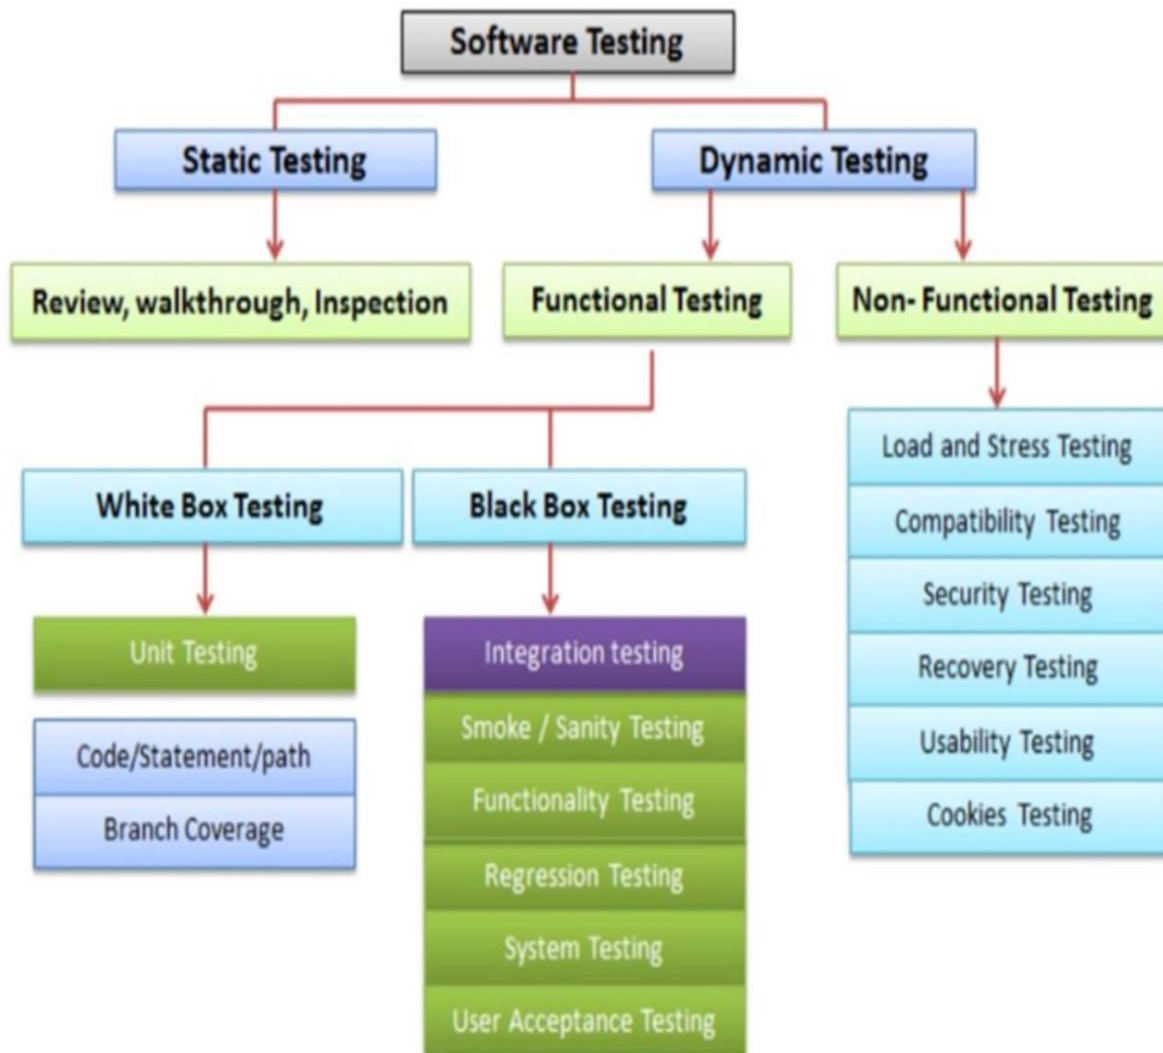 Software Testing
Static Testing
Dynamic Testing
Review, walkthrough, Inspection
Functional Testing
Non- Functional Testing
White Box Testing
Black Box Testing
Unit Testing
Code/Statement/path
Branch Coverage
Integration testing
Smoke / Sanity Testing
Functionality Testing
Regression Testing
System Testing
User Acceptance Testing
Load and Stress Testing
Compatibility Testing
Security Testing
Recovery Testing
Usability Testing
Cookies Testing